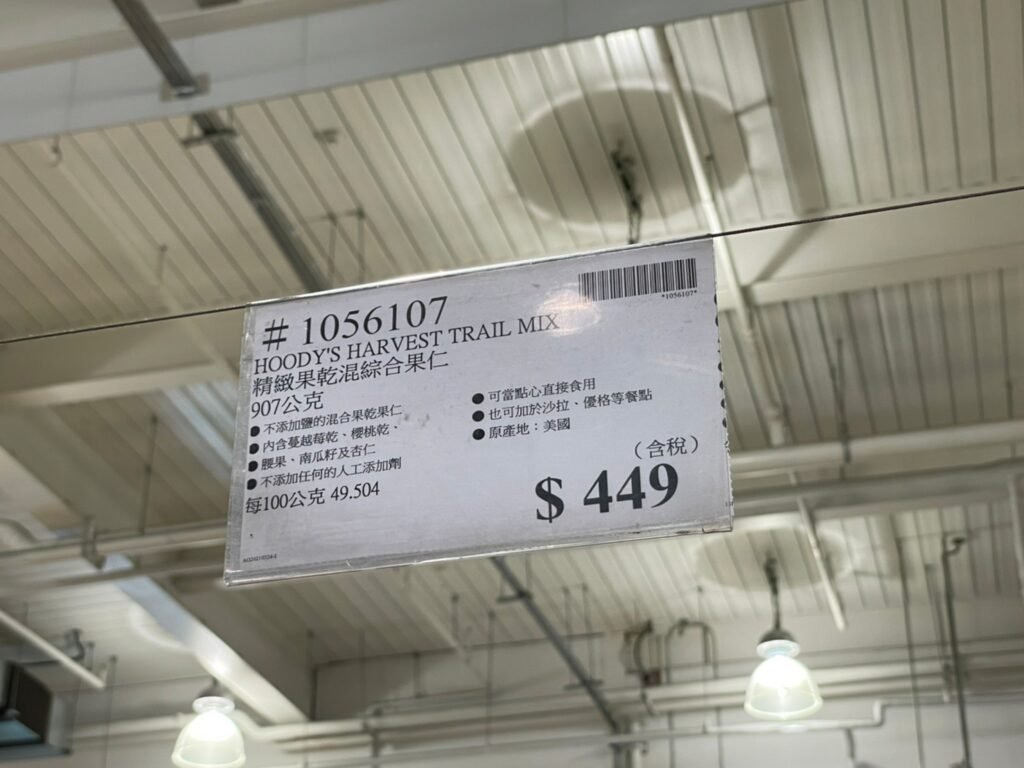 # 1056107
*1056107*
HOODY'S HARVEST TRAIL MIX
精緻果乾混綜合果仁
907公克
● 不添加鹽的混合果乾果仁
● 內含蔓越莓乾、櫻桃乾、
● 腰果、南瓜籽及杏仁
● 不添加任何的人工添加劑
每100公克 49.504
● 可當點心直接食用
● 也可加於沙拉、優格等餐點
● 原產地：美國
（含稅）
$ 449